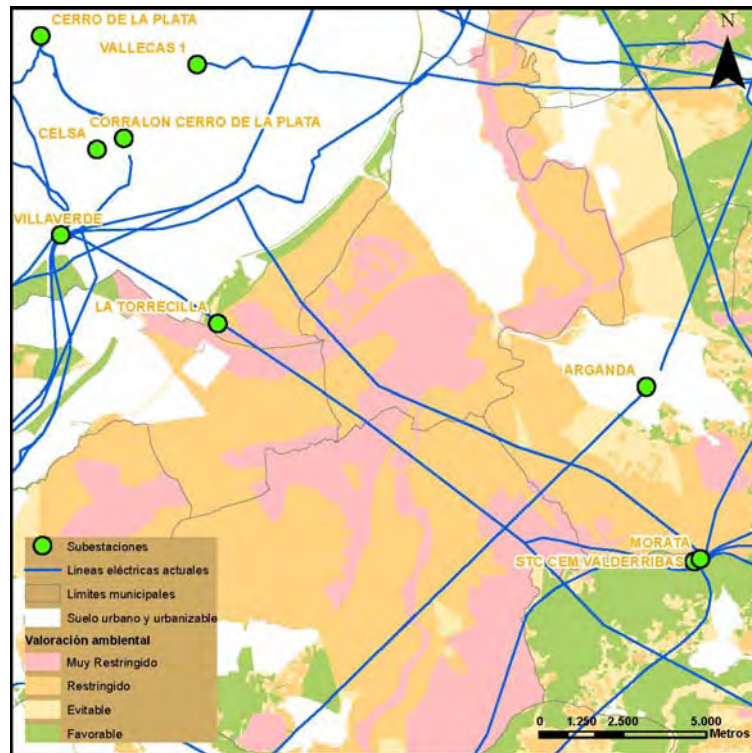 CERRO DE LA PLATA
VALLECAS 1
N
CORRALON CERRO DE LA PLATA
CELSA
VILLAVERDE
LA TORRECILLA
ARGANDA
MORATA
STC CEM.VALDERRIBAS
Subestaciones
Lineas eléctricas actuales
Limites municipales
Suelo urbano y urbanizable
Valoración ambiental
Muy Restringido
Restringido
Evitable
Favorable
0 1.250 2.500 5.000
Metros